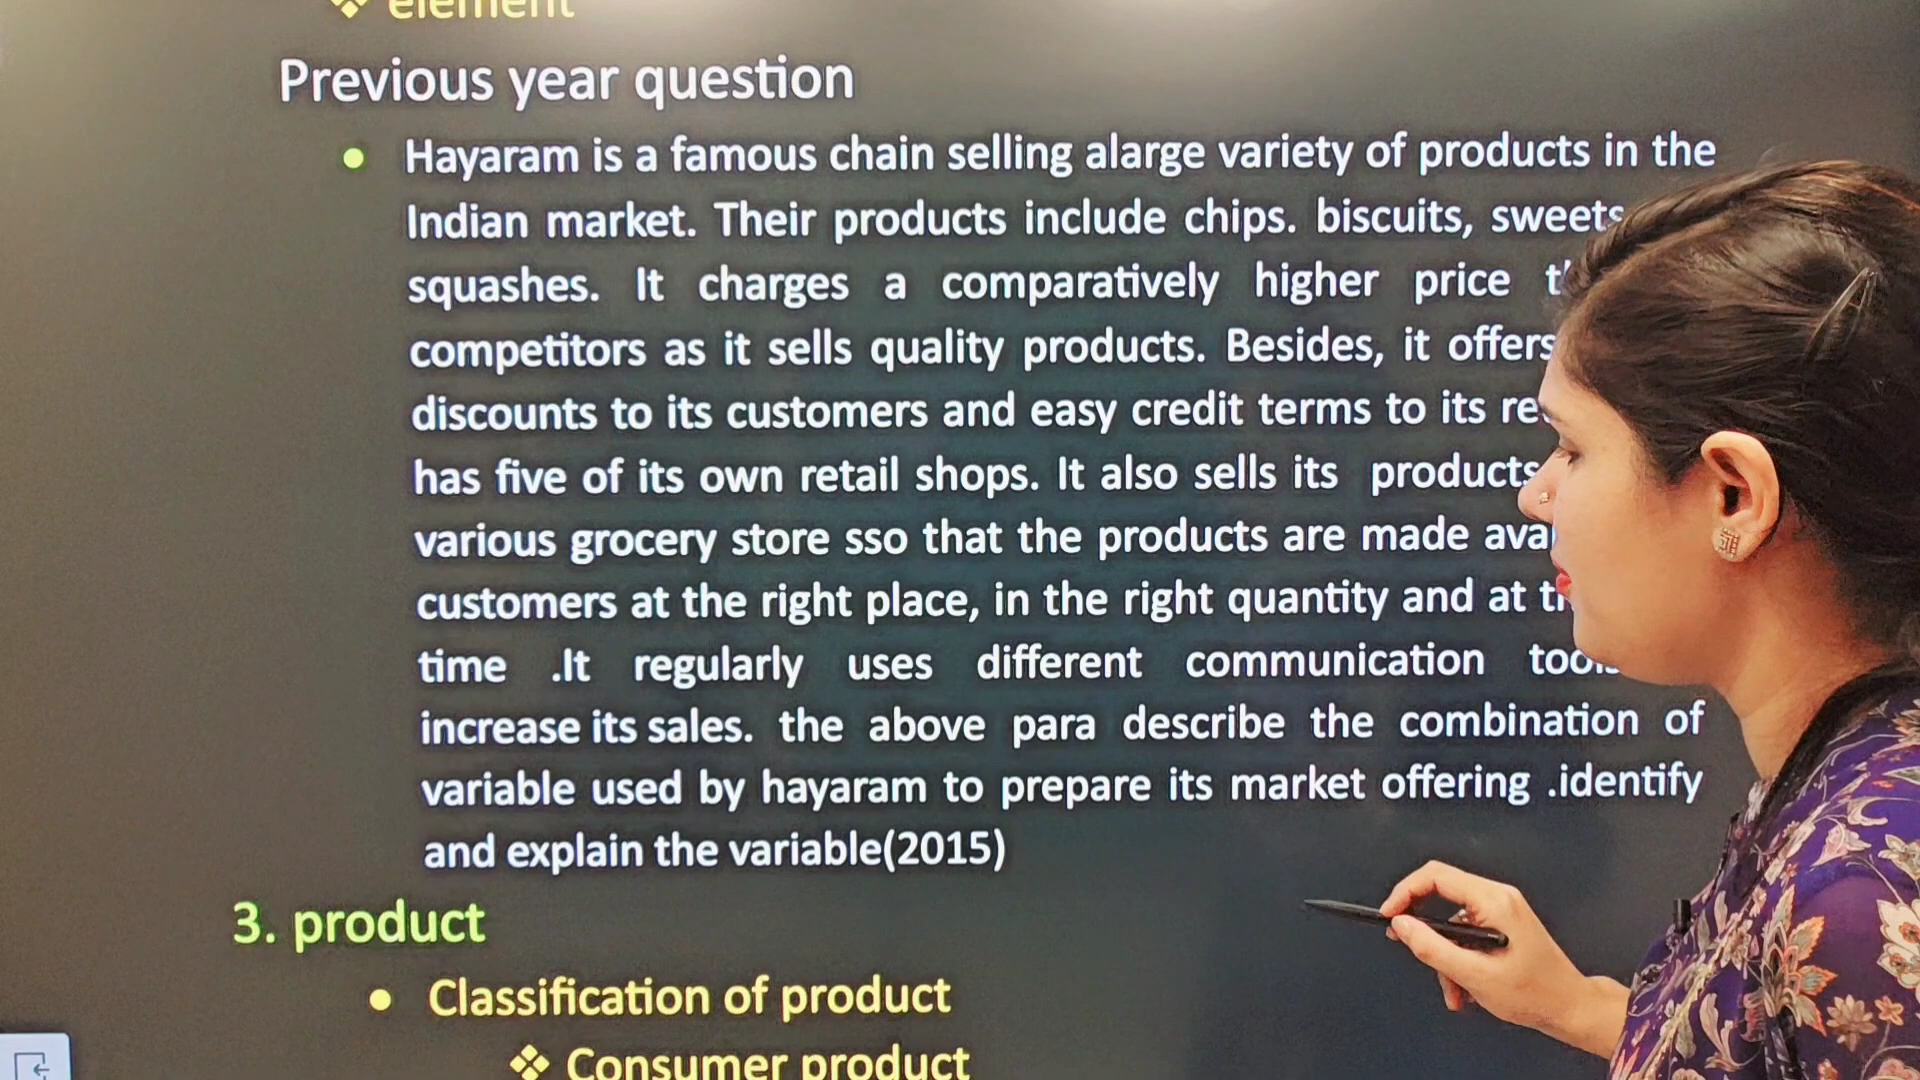 element
Previous year question
Hayaram is a famous chain selling alarge variety of products in the
Indian market. Their products include chips. biscuits, sweets
squashes. It charges a comparatively higher price
competitors as it sells quality products. Besides, it offers
discounts to its customers and easy credit terms to its
has five of its own retail shops. It also sells its products
various grocery store sso that the products are made
customers at the right place, in the right quantity and at
time .It regularly uses different communication
increase its sales. the above para describe the combination of
variable used by hayaram to prepare its market offering .identify
and explain the variable(2015)
3. product
Classification of product
Consumer product